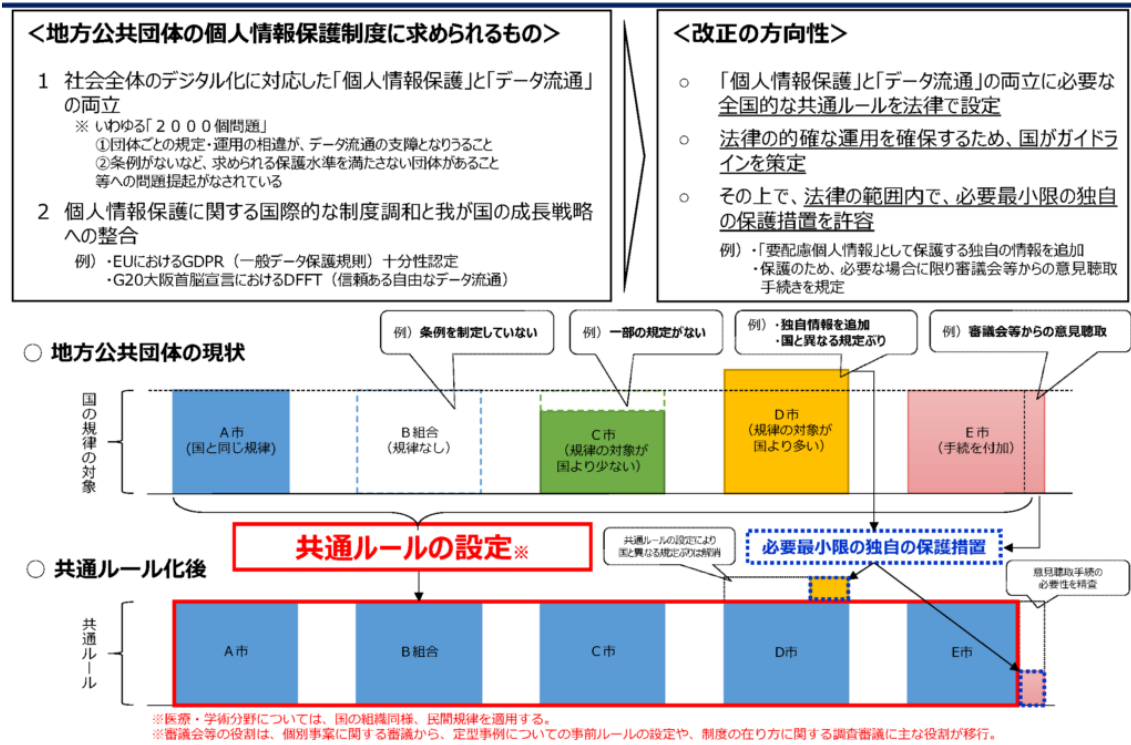 ＜地方公共団体の個人情報保護制度に求められるもの＞
1 社会全体のデジタル化に対応した「個人情報保護」と「データ流通」
の両立
※ いわゆる「２０００個問題」
①団体ごとの規定・運用の相違が、データ流通の支障となりうること
②条例がないなど、求められる保護水準を満たさない団体があること
等への問題提起がなされている
2 個人情報保護に関する国際的な制度調和と我が国の成長戦略
への整合
例）・EUにおけるGDPR（一般データ保護規則）十分性認定
・G20大阪首脳宣言におけるDFFT（信頼ある自由なデータ流通）
＜改正の方向性＞
○ 「個人情報保護」と「データ流通」の両立に必要な
全国的な共通ルールを法律で設定
○ 法律の的確な運用を確保するため、国がガイドラ
インを策定
○ その上で、法律の範囲内で、必要最小限の独自
の保護措置を許容
例）・「要配慮個人情報」として保護する独自の情報を追加
・保護のため、必要な場合に限り審議会等からの意見聴取
手続きを規定
○ 地方公共団体の現状
例）条例を制定していない
例）一部の規定がない
例）・独自情報を追加
・国と異なる規定ぶり
例）審議会等からの意見聴取
国の規律の対象
A市
(国と同じ規律)
B組合
（規律なし）
C市
（規律の対象が
国より少ない）
D市
（規律の対象が
国より多い）
E市
（手続を付加）
共通ルールの設定※
共通ルールの設定により
国と異なる規定ぶりは解消
必要最小限の独自の保護措置
意見聴取手続の
必要性を精査
○ 共通ルール化後
共通ルール
A市
B組合
C市
D市
E市
※医療・学術分野については、国の組織同様、民間規律を適用する。
※審議会等の役割は、個別事案に関する審議から、定型事例についての事前ルールの設定や、制度の在り方に関する調査審議に主な役割が移行。